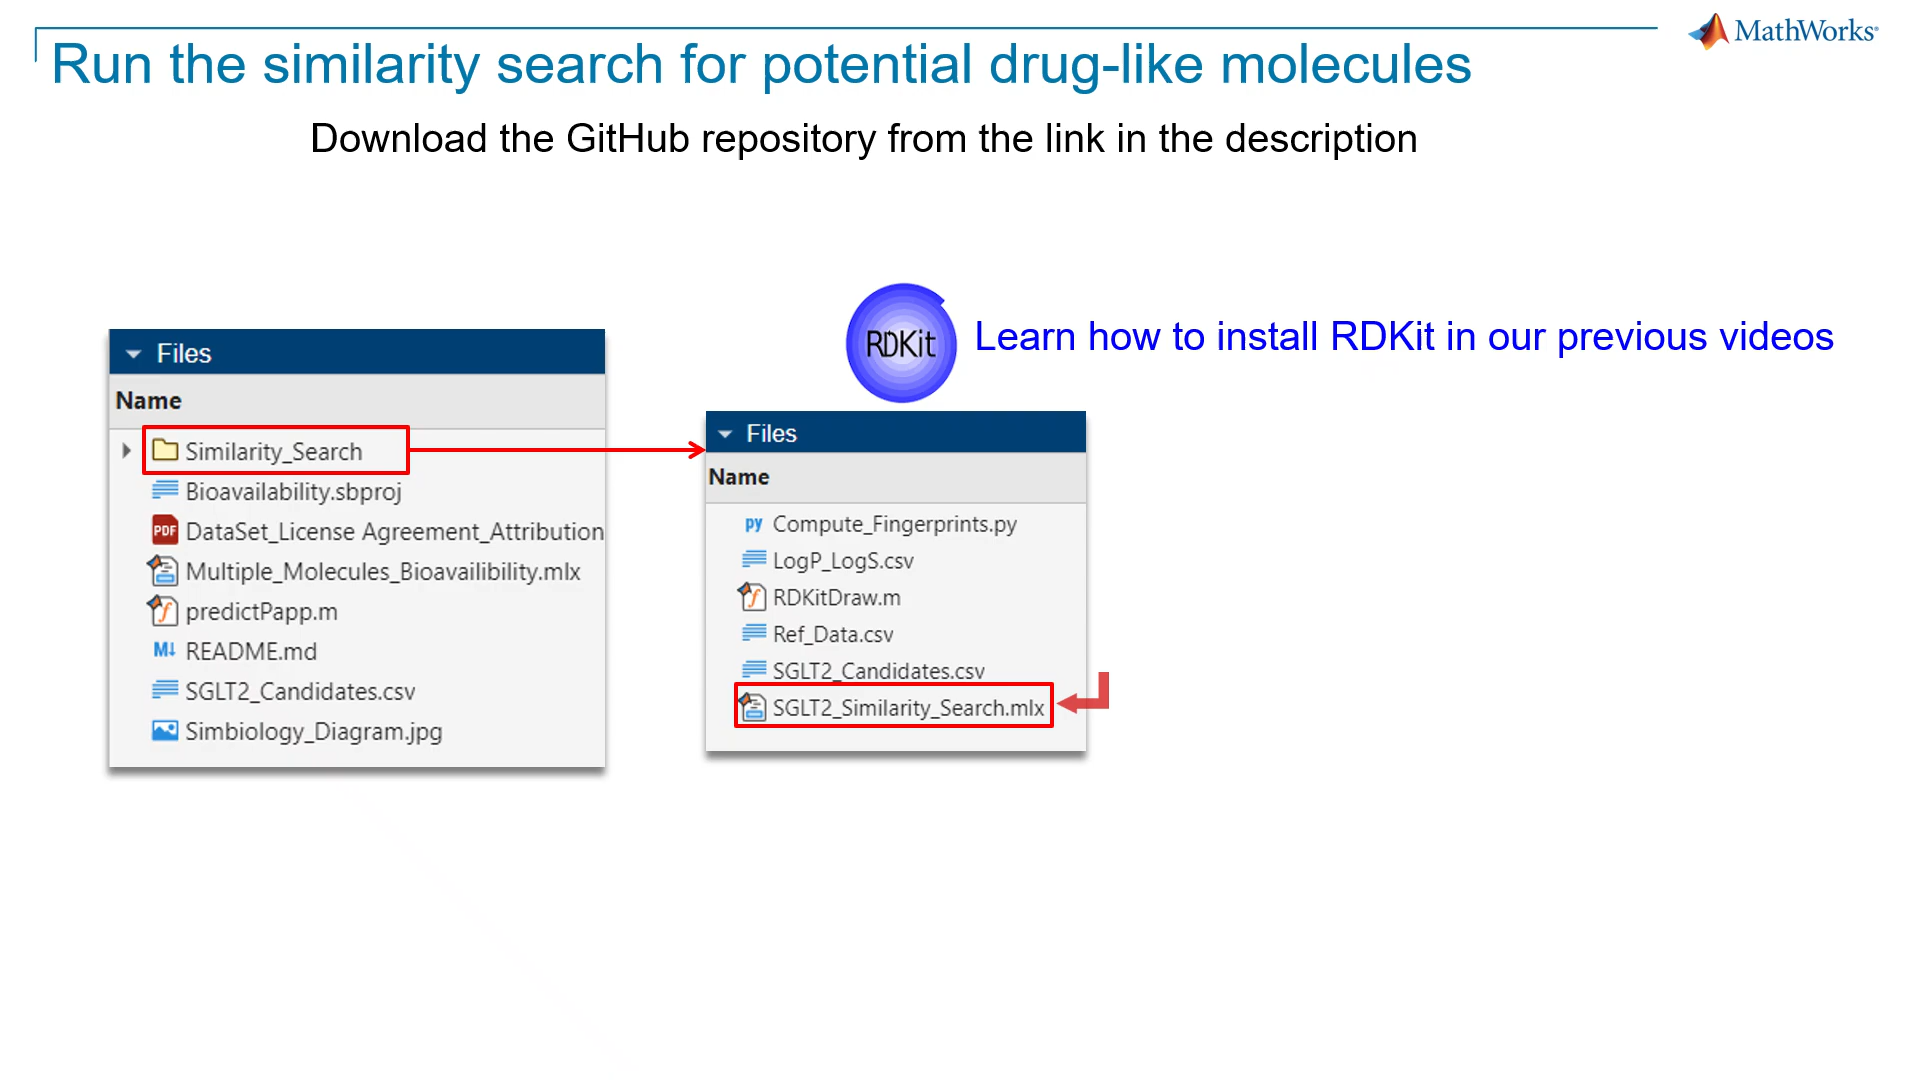 MathWorks®
Run the similarity search for potential drug-like molecules
Download the GitHub repository from the link in the description
RDKit
Learn how to install RDKit in our previous videos
Files
Name
Similarity_Search
Bioavailability.sbproj
PDF DataSet_License Agreement_Attribution
Multiple_Molecules_Bioavailibility.mlx
predictPapp.m
M↓ README.md
SGLT2_Candidates.csv
Simbiology_Diagram.jpg
Files
Name
py Compute_Fingerprints.py
LogP_LogS.csv
RDKitDraw.m
Ref_Data.csv
SGLT2_Candidates.csv
SGLT2_Similarity_Search.mlx